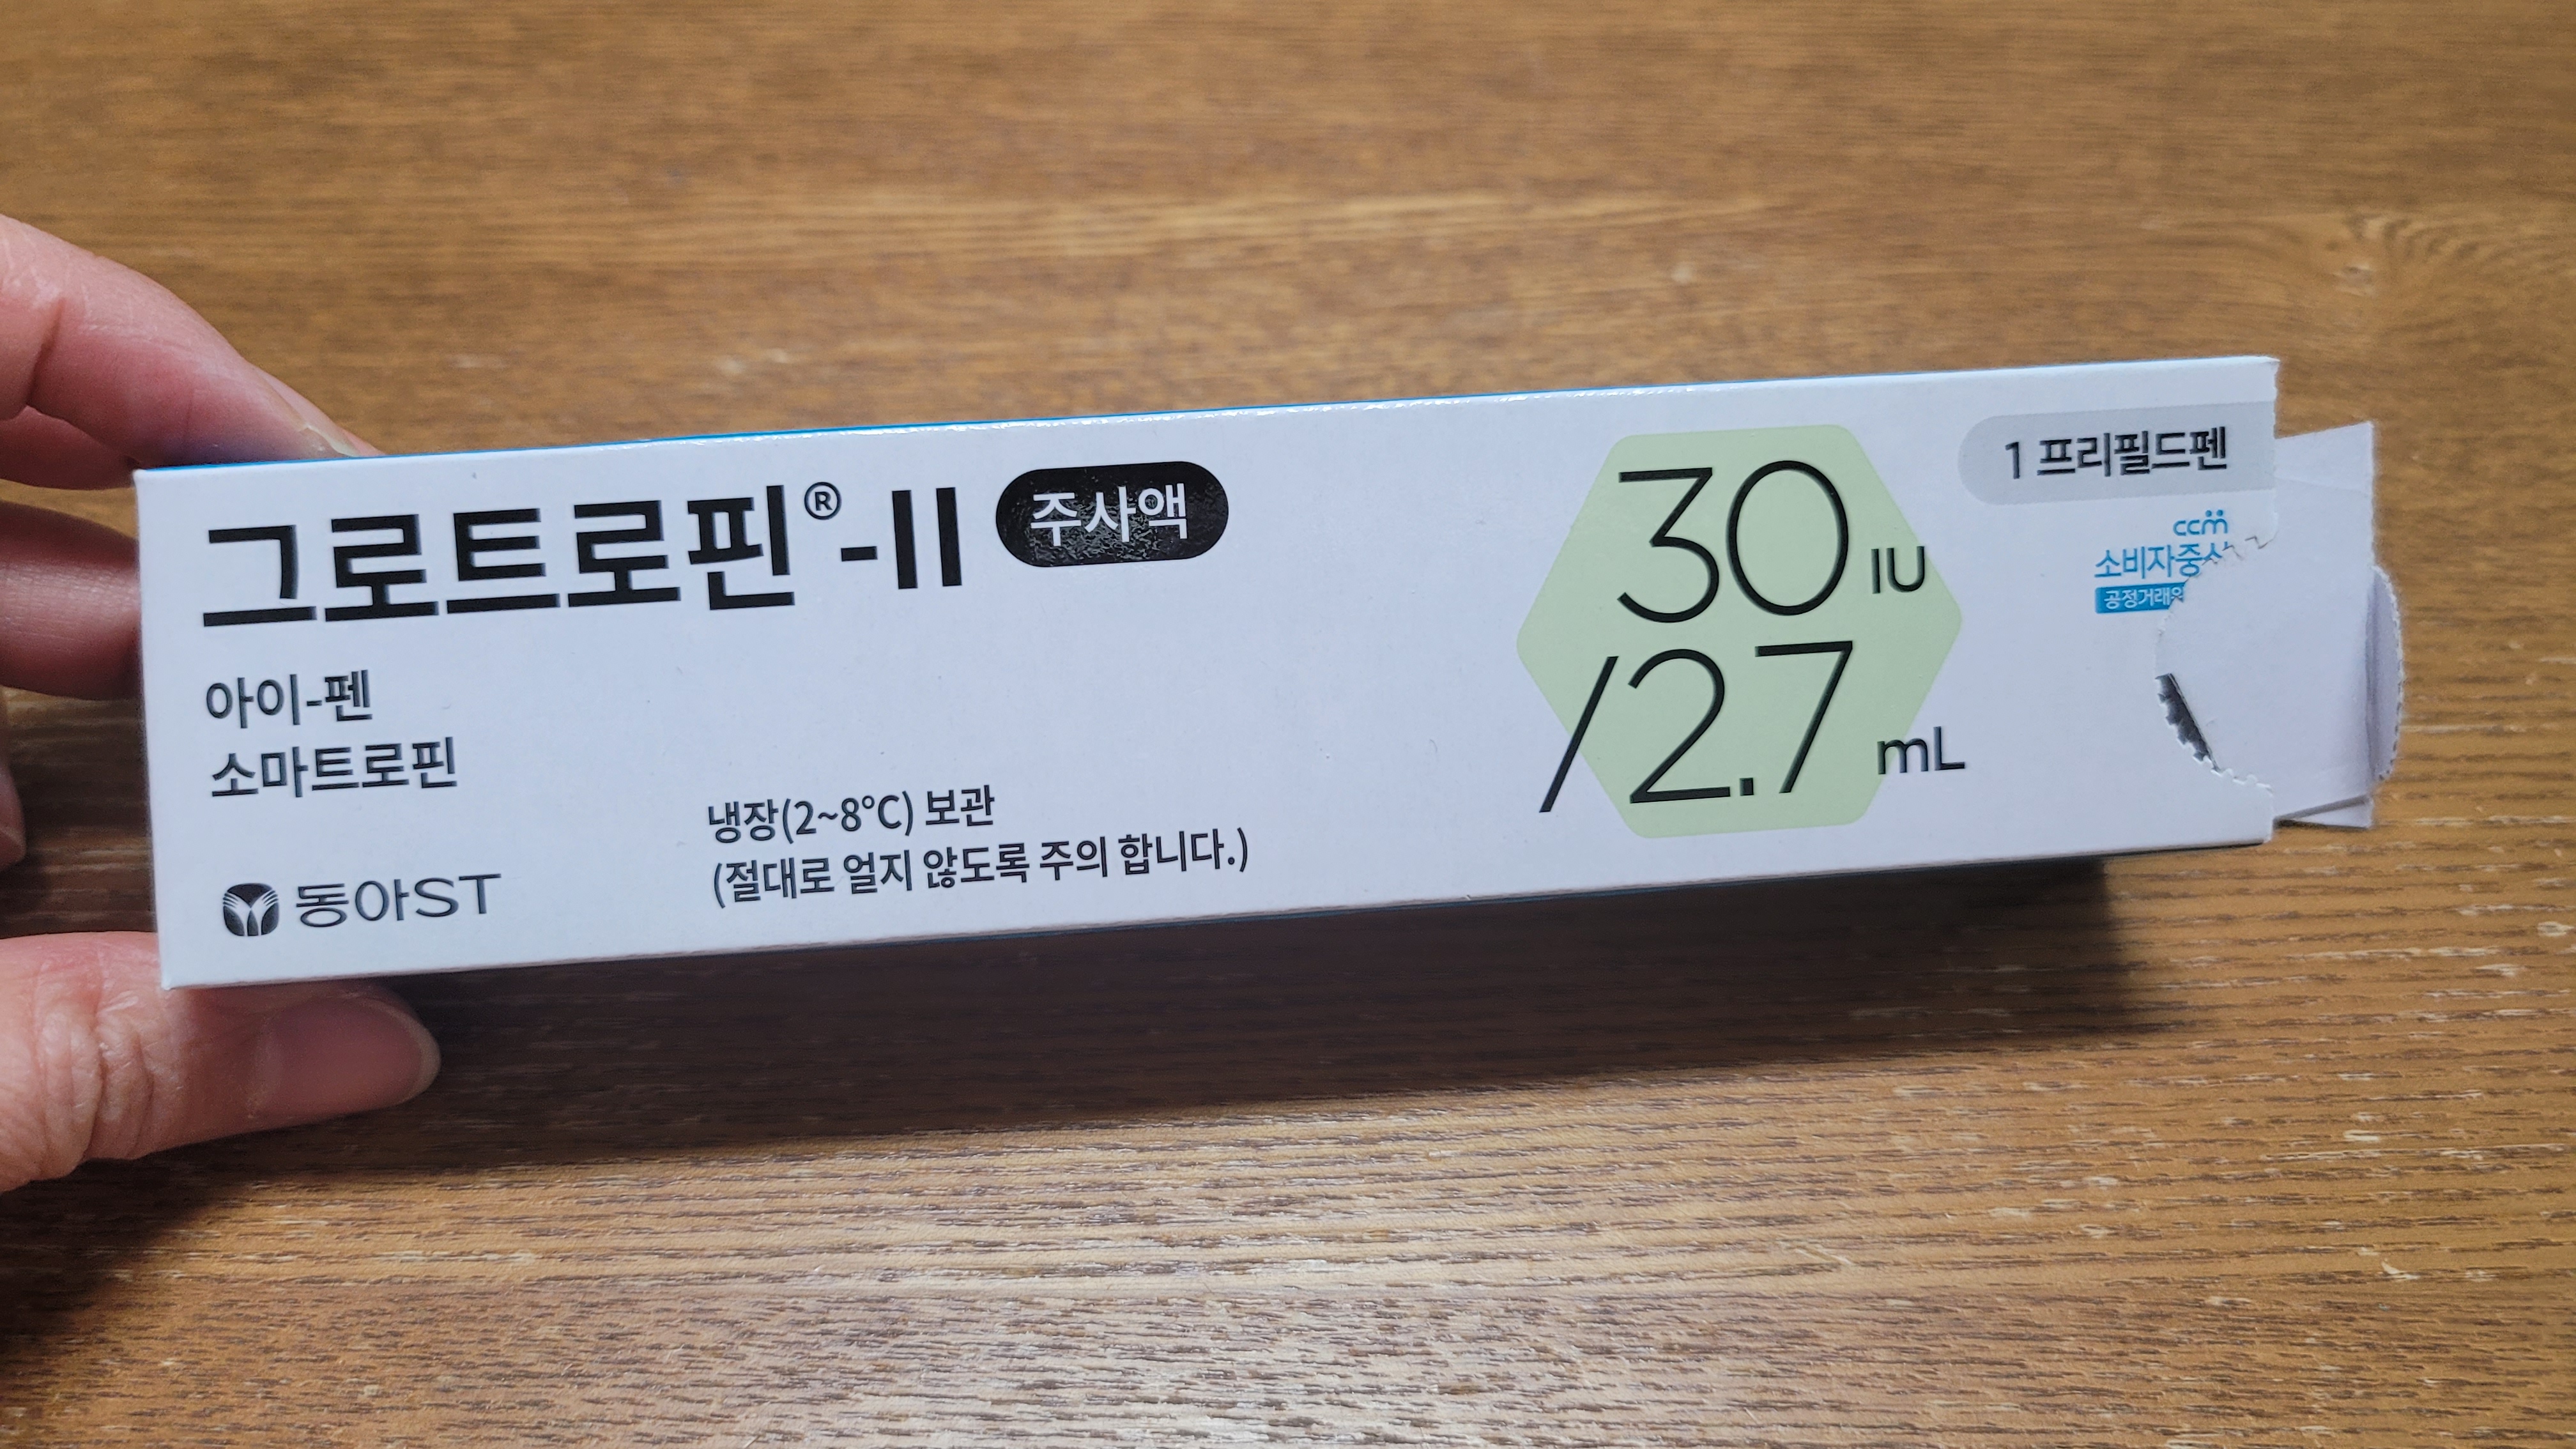 그로트로핀®-II 주사액
아이-펜
소마트로핀
동아ST
냉장(2~8℃) 보관
(절대로 얼지 않도록 주의 합니다.)
30 IU
/2.7 mL
1 프리필드펜
ccm